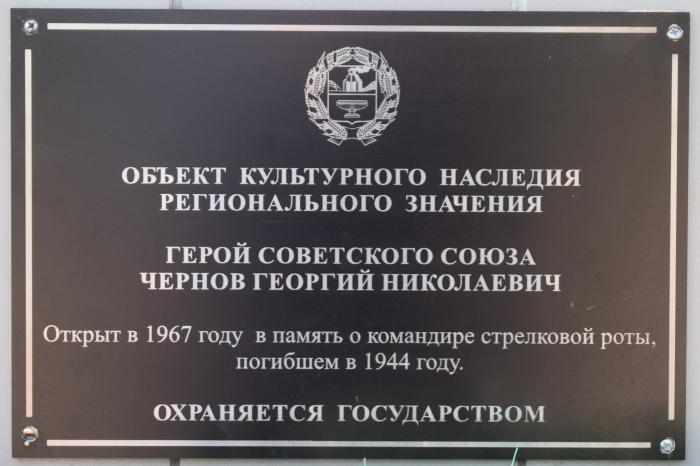 ОБЪЕКТ КУЛЬТУРНОГО НАСЛЕДИЯ
РЕГИОНАЛЬНОГО ЗНАЧЕНИЯ
ГЕРОЙ СОВЕТСКОГО СОЮЗА
ЧЕРНОВ ГЕОРГИЙ НИКОЛАЕВИЧ
Открыт в 1967 году в память о командире стрелковой роты,
погибшем в 1944 году.
ОХРАНЯЕТСЯ ГОСУДАРСТВОМ